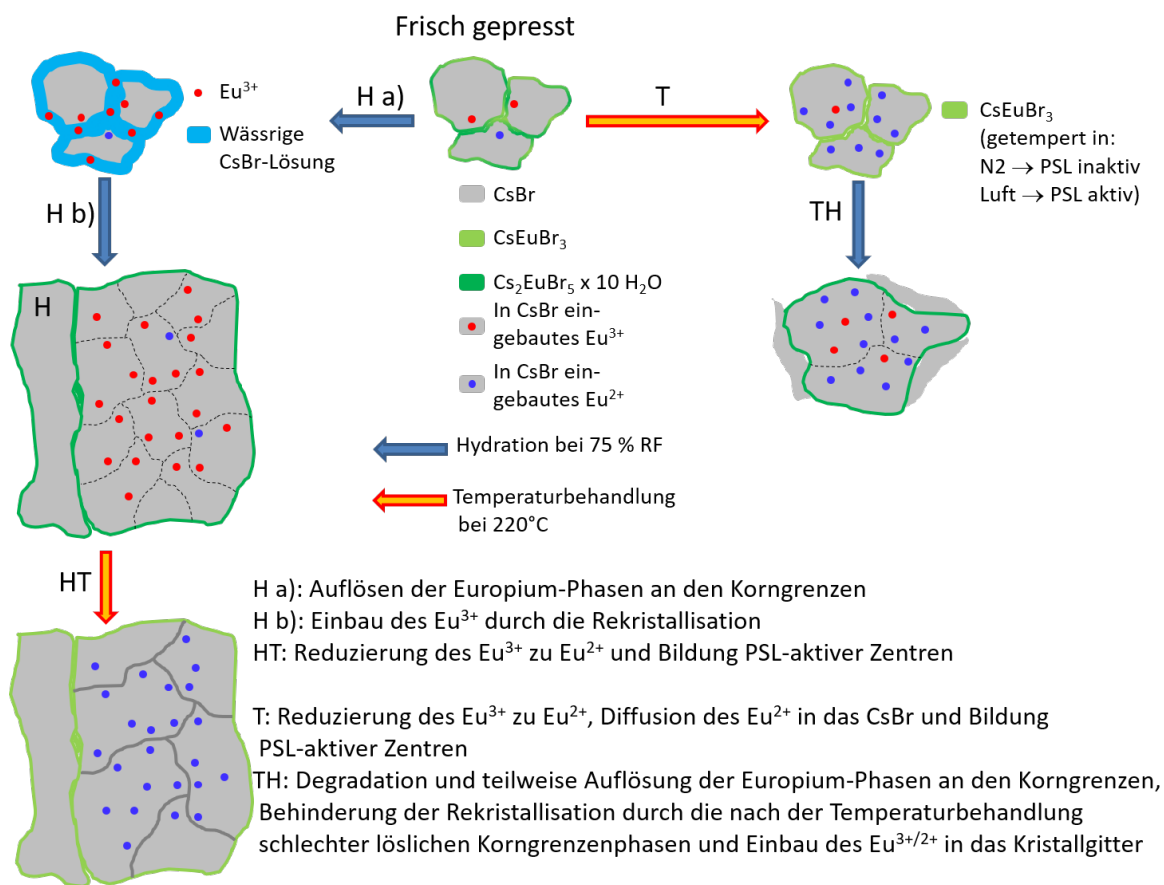 Frisch gepresst
Eu³⁺
Wässrige
CsBr-Lösung
H a)
T
CsEuBr₃
(getempert in:
N2 → PSL inaktiv
Luft → PSL aktiv)
H b)
TH
CsBr
CsEuBr₃
Cs₂EuBr₅ x 10 H₂O
In CsBr ein-
gebautes Eu³⁺
In CsBr ein-
gebautes Eu²⁺
H
Hydration bei 75 % RF
Temperaturbehandlung
bei 220°C
HT
H a): Auflösen der Europium-Phasen an den Korngrenzen
H b): Einbau des Eu³⁺ durch die Rekristallisation
HT: Reduzierung des Eu³⁺ zu Eu²⁺ und Bildung PSL-aktiver Zentren
T: Reduzierung des Eu³⁺ zu Eu²⁺, Diffusion des Eu²⁺ in das CsBr und Bildung
PSL-aktiver Zentren
TH: Degradation und teilweise Auflösung der Europium-Phasen an den Korngrenzen,
Behinderung der Rekristallisation durch die nach der Temperaturbehandlung
schlechter löslichen Korngrenzenphasen und Einbau des Eu³⁺ᐟ²⁺ in das Kristallgitter